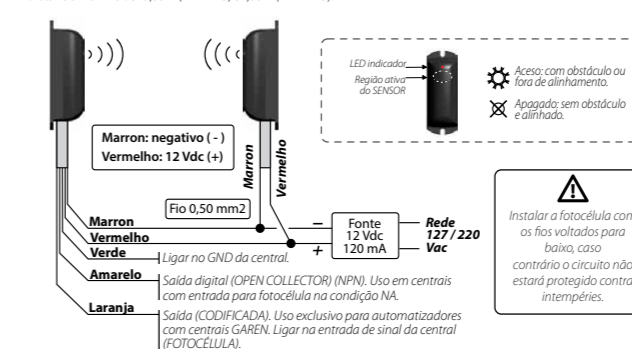 LED indicador
Região ativa
do SENSOR
Aceso: com obstáculo ou
fora de alinhamento.
Apagado: sem obstáculo
e alinhado.
Marron: negativo ( - )
Vermelho: 12 Vdc (+)
Marron
Vermelho
Fio 0,50 mm2
Marron
Vermelho
Verde
Amarelo
Laranja
–
+
Fonte
12 Vdc
120 mA
Rede
127 / 220
Vac
Ligar no GND da central.
Saída digital (OPEN COLLECTOR) (NPN). Uso em centrais
com entrada para fotocélula na condição NA.
Saída (CODIFICADA). Uso exclusivo para automatizadores
com centrais GAREN. Ligar na entrada de sinal da central
(FOTOCÉLULA).
Instalar a fotocélula com
os fios voltados para
baixo, caso
contrário o circuito não
estará protegido contra
intempéries.